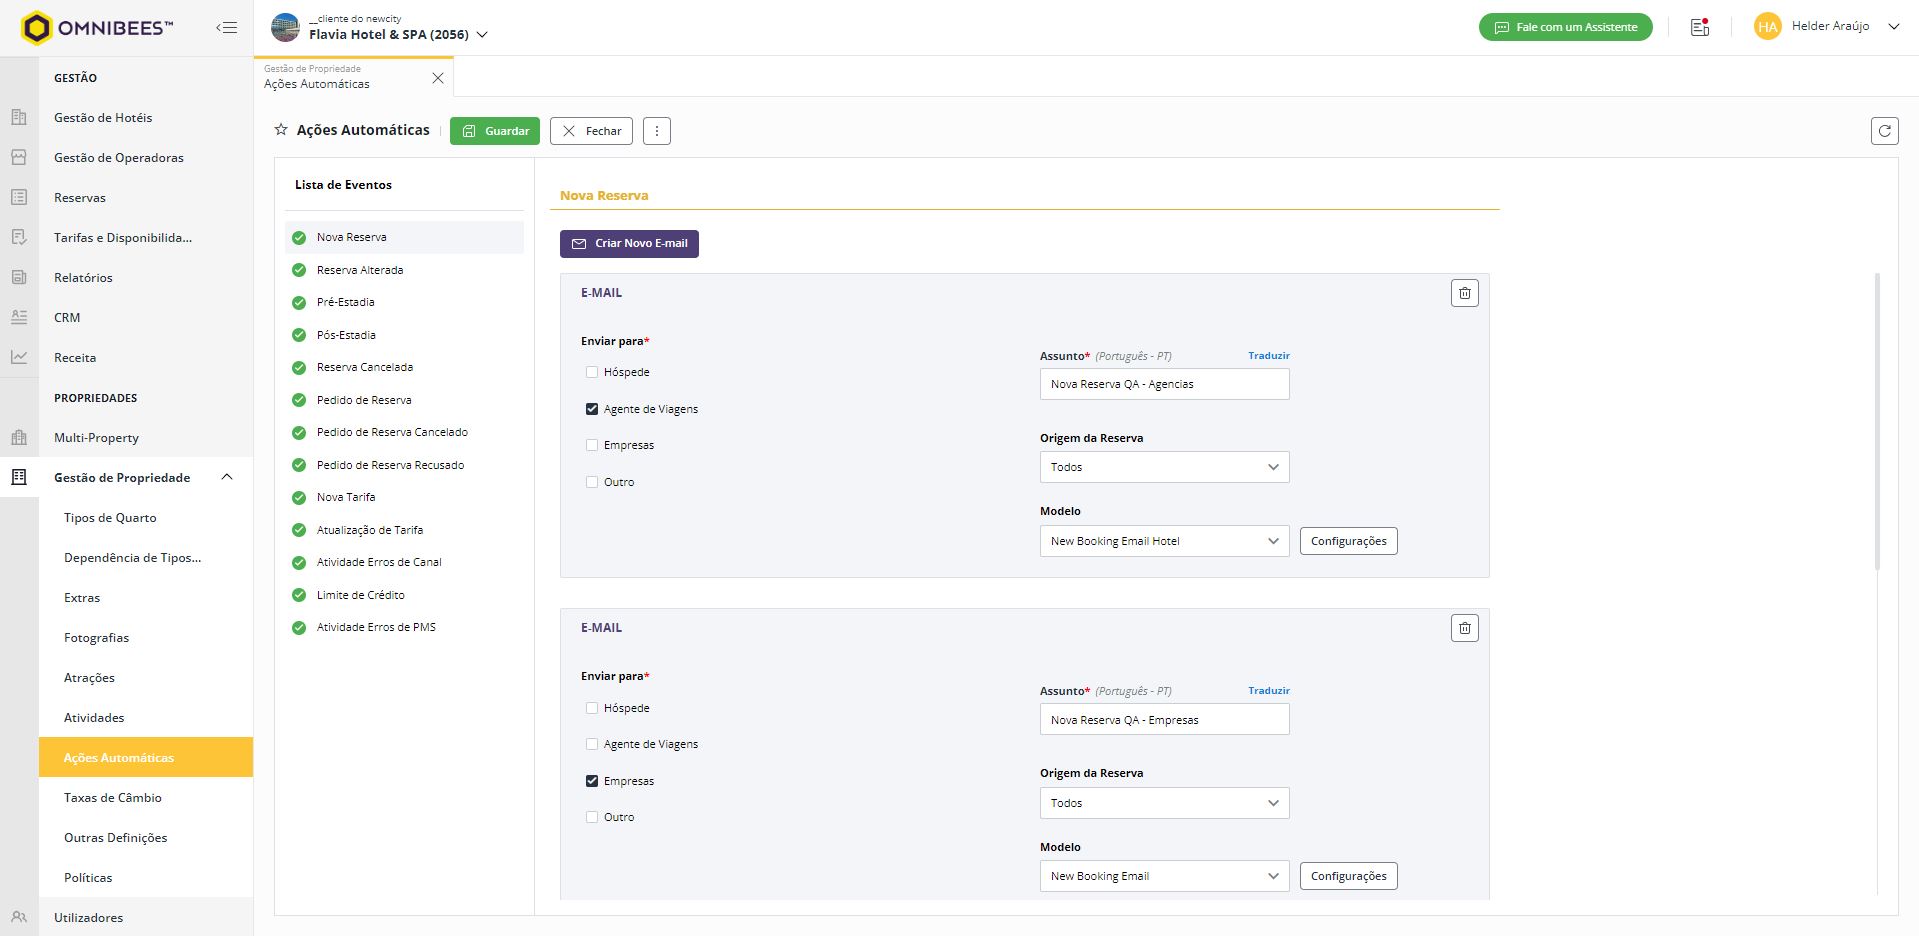 OMNIBEES™
__cliente do newcity
Flavia Hotel & SPA (2056)
Fale com um Assistente
HA
Helder Araújo
GESTÃO
Gestão de Hotéis
Gestão de Operadoras
Reservas
Tarifas e Disponibilida...
Relatórios
CRM
Receita
PROPRIEDADES
Multi-Property
Gestão de Propriedade
Tipos de Quarto
Dependência de Tipos...
Extras
Fotografias
Atrações
Atividades
Ações Automáticas
Taxas de Câmbio
Outras Definições
Políticas
Utilizadores
Gestão de Propriedade
Ações Automáticas
Ações Automáticas
Guardar
Fechar
Lista de Eventos
Nova Reserva
Reserva Alterada
Pré-Estadia
Pós-Estadia
Reserva Cancelada
Pedido de Reserva
Pedido de Reserva Cancelado
Pedido de Reserva Recusado
Nova Tarifa
Atualização de Tarifa
Atividade Erros de Canal
Limite de Crédito
Atividade Erros de PMS
Nova Reserva
Criar Novo E-mail
E-MAIL
Enviar para*
Hóspede
Agente de Viagens
Empresas
Outro
Assunto* (Português - PT) Traduzir
Nova Reserva QA - Agencias
Origem da Reserva
Todos
Modelo
New Booking Email Hotel
Configurações
E-MAIL
Enviar para*
Hóspede
Agente de Viagens
Empresas
Outro
Assunto* (Português - PT) Traduzir
Nova Reserva QA - Empresas
Origem da Reserva
Todos
Modelo
New Booking Email
Configurações